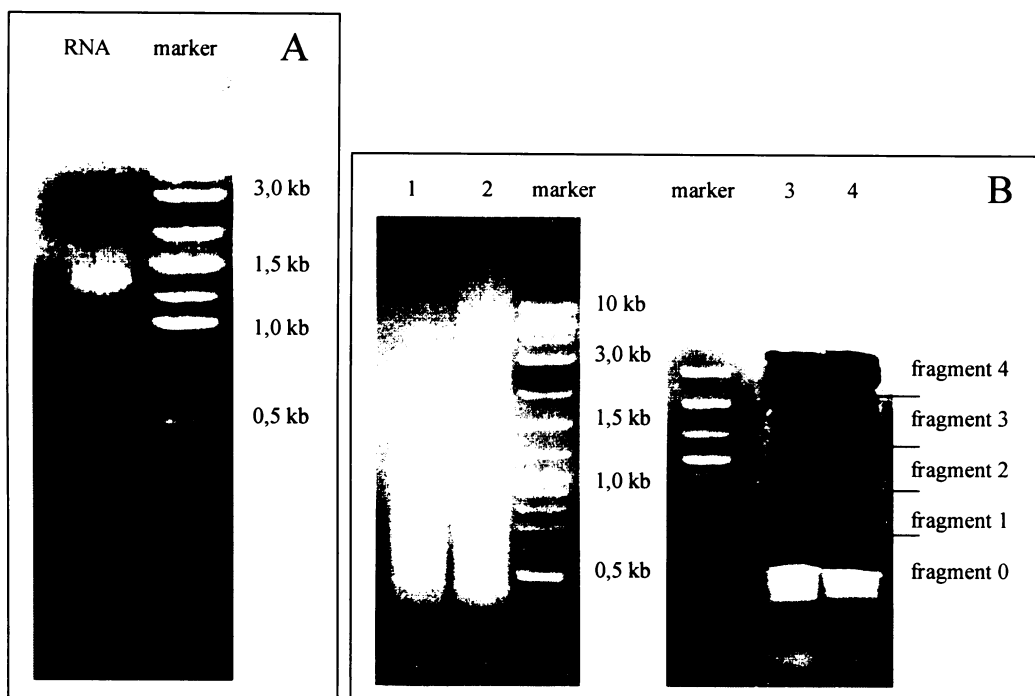 RNA marker A
3,0 kb
1,5 kb
1,0 kb
0,5 kb
1 2 marker marker 3 4 B
10 kb
3,0 kb
1,5 kb
1,0 kb
0,5 kb
fragment 4
fragment 3
fragment 2
fragment 1
fragment 0